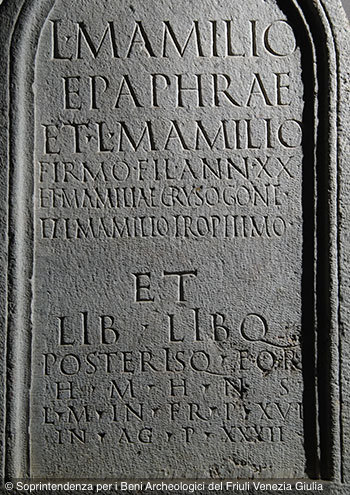 L·MAMILIO
EPAPHRAE
ET·L·MAMILIO
FIRMO·FIL·ANN·XX
ET·MAMILIAE·CRYSOGONE
ET·L·MAMILIO·TROPHIMO·
ET
LIB · LIBQ
POSTERISQ · EOR
H · M · H · N · S
L · M · IN · FR · P · XVI
IN · AG · P · XXXII
© Soprintendenza per i Beni Archeologici del Friuli Venezia Giulia